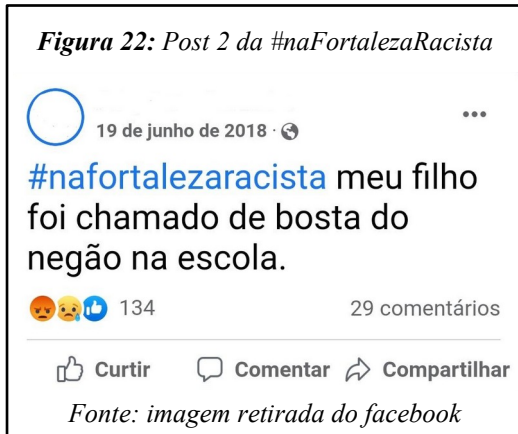 Figura 22: Post 2 da #naFortalezaRacista
19 de junho de 2018 ·
#nafortalezaracista meu filho
foi chamado de bosta do
negão na escola.
134 29 comentários
Curtir Comentar Compartilhar
Fonte: imagem retirada do facebook